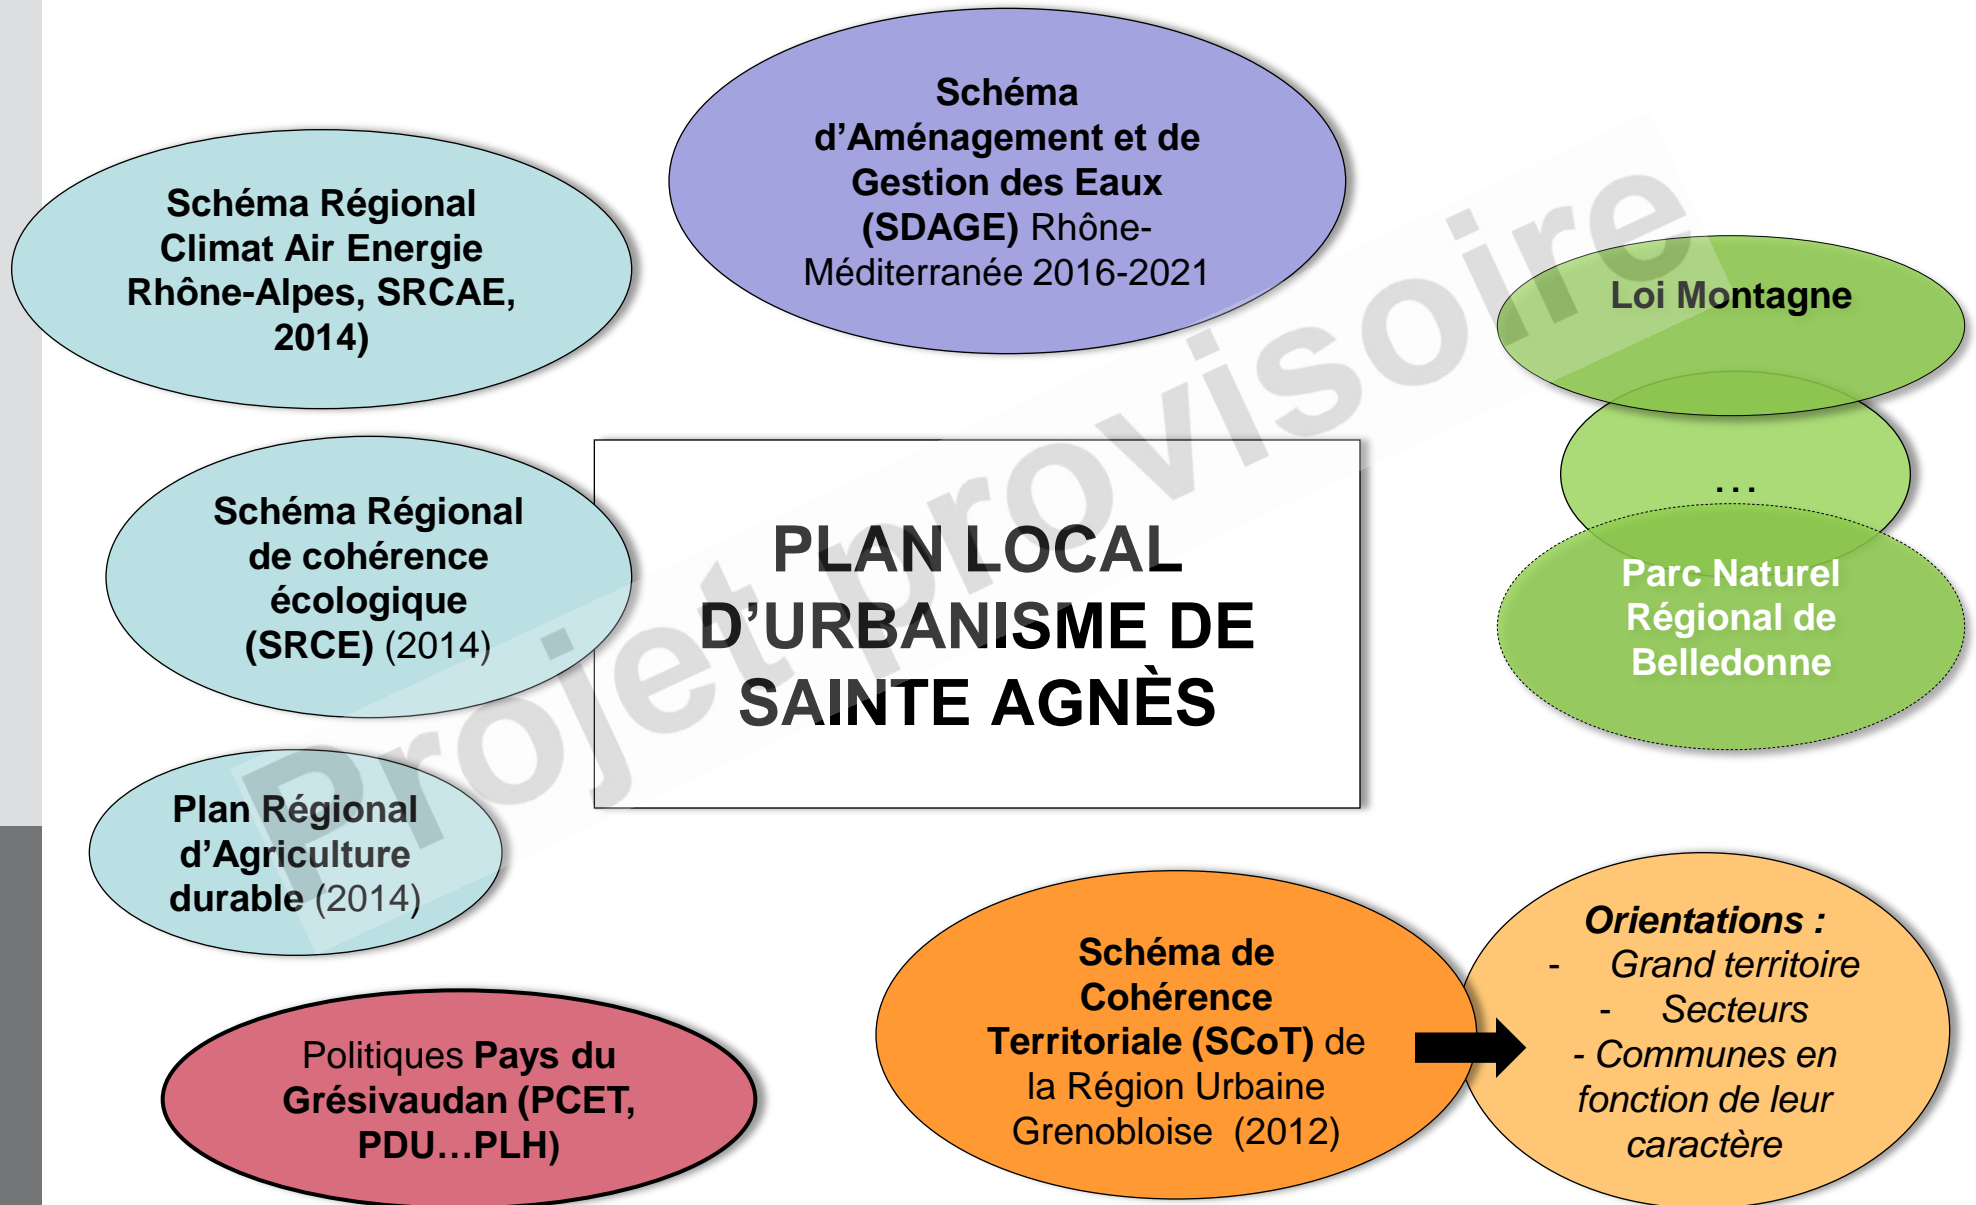 Schéma
d’Aménagement et de
Gestion des Eaux
(SDAGE) Rhône-
Méditerranée 2016-2021
Schéma Régional
Climat Air Energie
Rhône-Alpes, SRCAE,
2014)
Loi Montagne
...
Parc Naturel
Régional de
Belledonne
Schéma Régional
de cohérence
écologique
(SRCE) (2014)
PLAN LOCAL
D’URBANISME DE
SAINTE AGNÈS
Plan Régional
d’Agriculture
durable (2014)
Politiques Pays du
Grésivaudan (PCET,
PDU…PLH)
Schéma de
Cohérence
Territoriale (SCoT) de
la Région Urbaine
Grenobloise (2012)
Orientations :
- Grand territoire
- Secteurs
- Communes en
fonction de leur
caractère
Projet provisoire